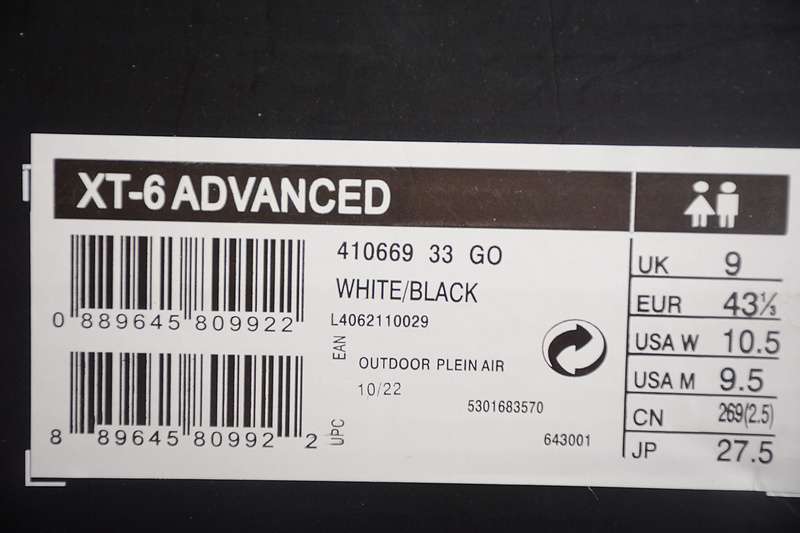 XT-6 ADVANCED
410669 33 GO
WHITE/BLACK
L4062110029
0 889645 809922
EAN
OUTDOOR PLEIN AIR
10/22
5301683570
643001
8 89645 80992 2
UPC
UK 9
EUR 43⅓
USA W 10.5
USA M 9.5
CN 269(2.5)
JP 27.5